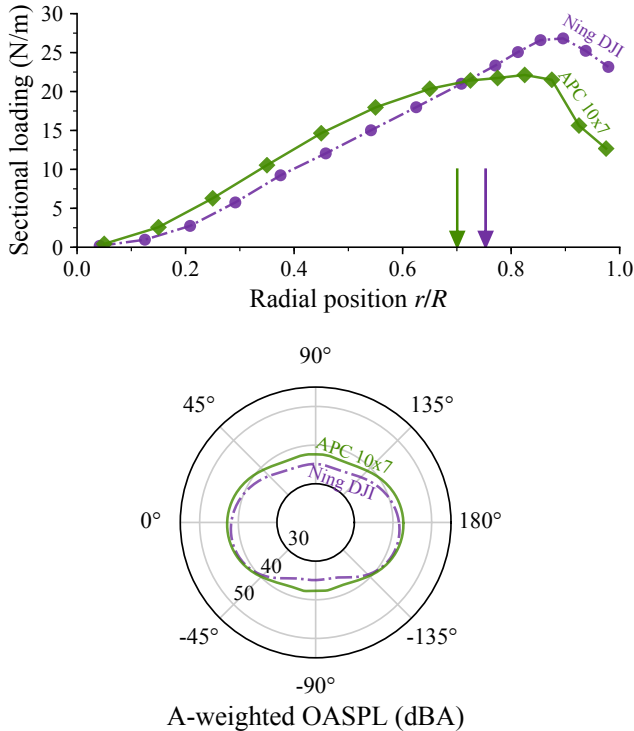 Sectional loading (N/m)
30
25
20
15
10
5
0
Ning DJI
APC 10x7
0.0 0.2 0.4 0.6 0.8 1.0
Radial position r/R
90°
45° 135°
APC 10x7
Ning DJI
0° 180°
30
40
50
-45° -135°
-90°
A-weighted OASPL (dBA)